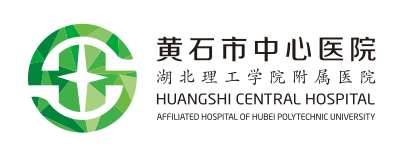 黄石市中心医院
湖北理工学院附属医院
HUANGSHI CENTRAL HOSPITAL
AFFILIATED HOSPITAL OF HUBEI POLYTECHNIC UNIVERSITY